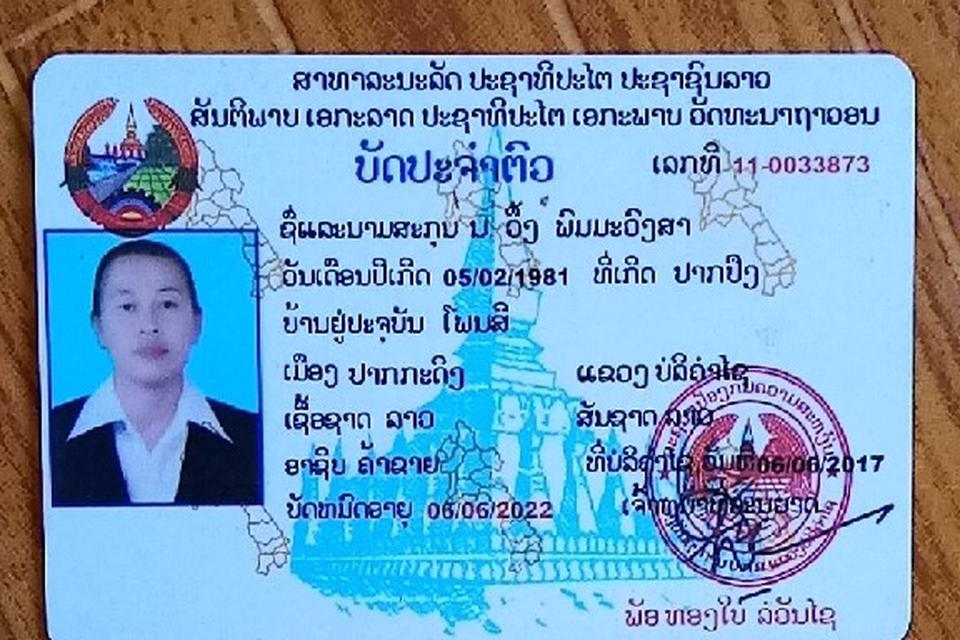 ສາທາລະນະລັດ ປະຊາທິປະໄຕ ປະຊາຊົນລາວ
ສັນຕິພາບ ເອກະລາດ ປະຊາທິປະໄຕ ເອກະພາບ ວັດທະນາຖາວອນ
ບັດປະຈຳຕົວ ເລກທີ 11-0033873
ຊື່ແລະນາມສະກຸນ ນ. ອຶ່ງ ພົມມະວົງສາ
ວັນເດືອນປີເກີດ 05/02/1981 ທີ່ເກີດ ປາກປຶງ
ບ້ານຢູ່ປະຈຸບັນ ໂພນສີ
ເມືອງ ປາກກະດິງ ແຂວງ ບໍລິຄຳໄຊ
ເຊື້ອຊາດ ລາວ ສັນຊາດ ລາວ
ອາຊີບ ຄ້າຂາຍ ທີ່ບໍລິຄຳໄຊ ວັນທີ 06/06/2017
ບັດຫມົດອາຍຸ 06/06/2022 ເຈົ້າຫນ້າທີ່ລະບຸຍາດ
ພັອ ທອງໃບ ລໍວັນໄຊ